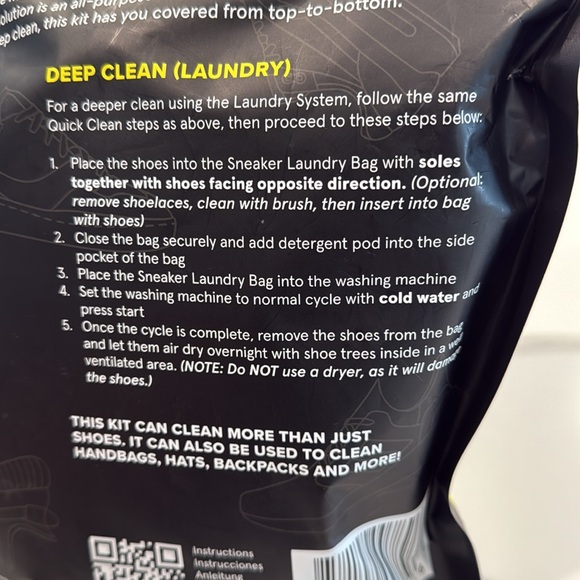 olution is an all-purpo
ep clean, this kit has you covered from top-to-bottom.
DEEP CLEAN (LAUNDRY)
For a deeper clean using the Laundry System, follow the same
Quick Clean steps as above, then proceed to these steps below:
1. Place the shoes into the Sneaker Laundry Bag with soles
together with shoes facing opposite direction. (Optional:
remove shoelaces, clean with brush, then insert into bag
with shoes)
2. Close the bag securely and add detergent pod into the side
pocket of the bag
3. Place the Sneaker Laundry Bag into the washing machine
4. Set the washing machine to normal cycle with cold water and
press start
5. Once the cycle is complete, remove the shoes from the bag
and let them air dry overnight with shoe trees inside in a
ventilated area. (NOTE: Do NOT use a dryer, as it will
the shoes.)
THIS KIT CAN CLEAN MORE THAN JUST
SHOES. IT CAN ALSO BE USED TO CLEAN
HANDBAGS, HATS, BACKPACKS AND MORE!
Instructions
Instrucciones
Anleitung